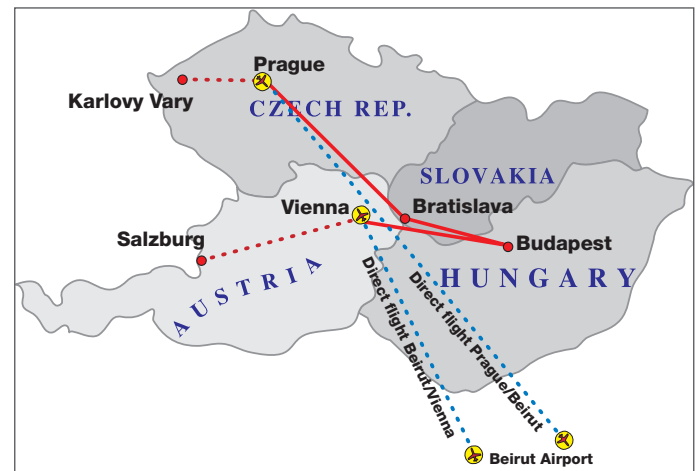 Prague
Karlovy Vary
CZECH REP.
SLOVAKIA
Vienna
Bratislava
Salzburg
Budapest
AUSTRIA
HUNGARY
Direct flight Beirut/Vienna
Direct flight Prague/Beirut
Beirut Airport